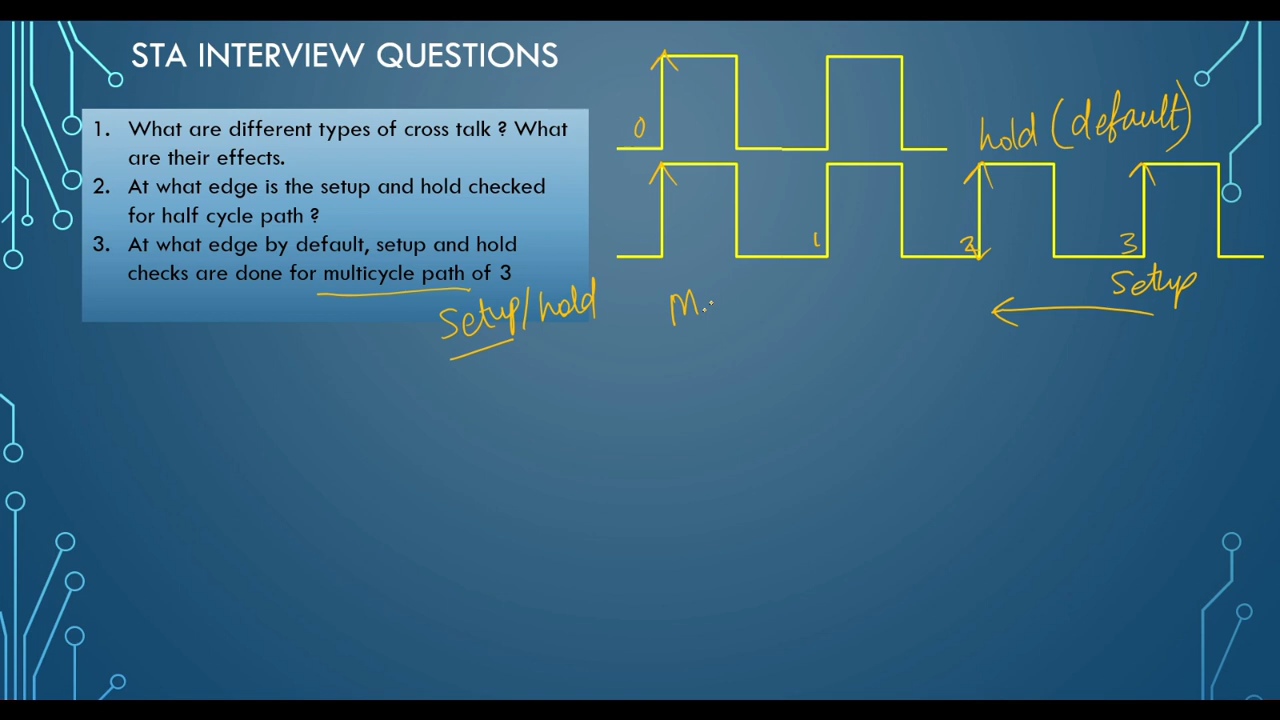 STA INTERVIEW QUESTIONS
1. What are different types of cross talk ? What
are their effects.
2. At what edge is the setup and hold checked
for half cycle path ?
3. At what edge by default, setup and hold
checks are done for multicycle path of 3
Setup/hold
0
hold (default)
1 2 3
Setup
M